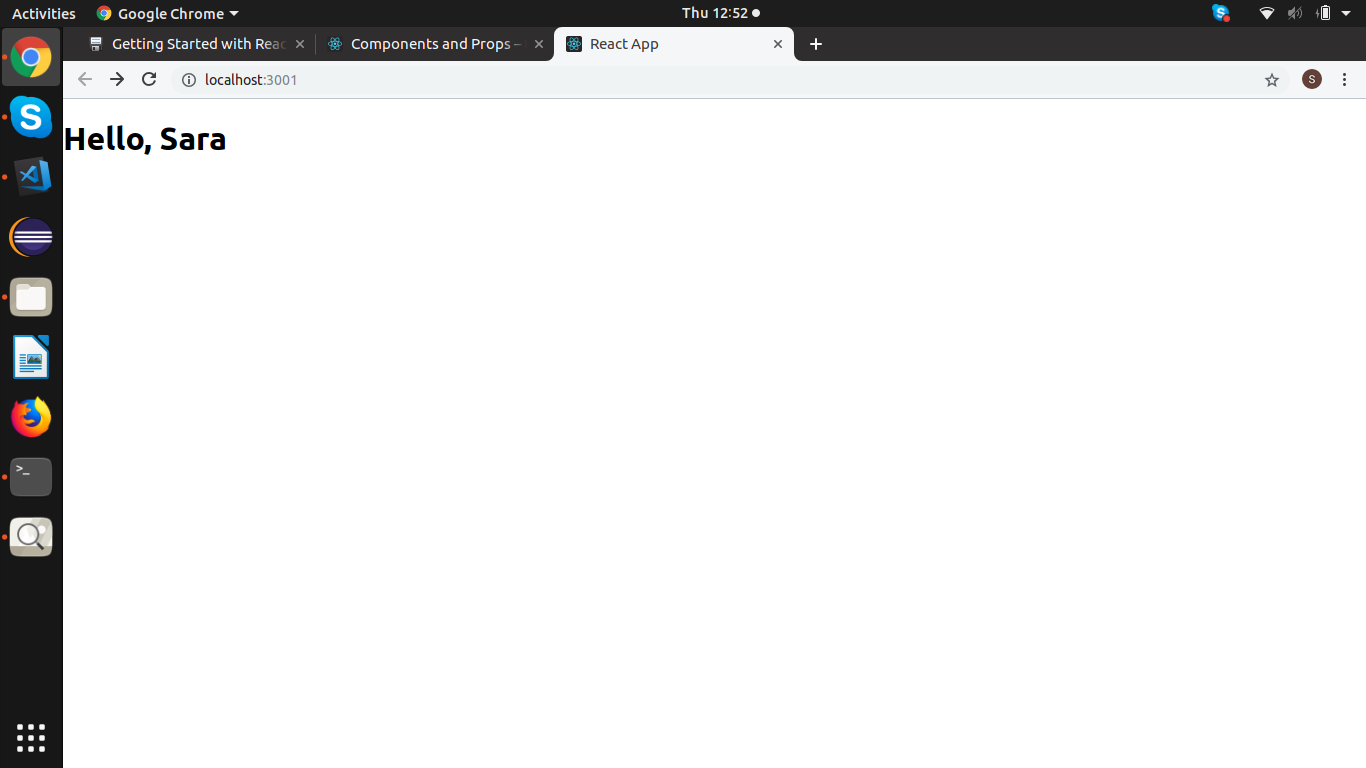 Activities
Google Chrome
Thu 12:52
Getting Started with Reac
Components and Props –
React App
localhost:3001
S
Hello, Sara
S
>_